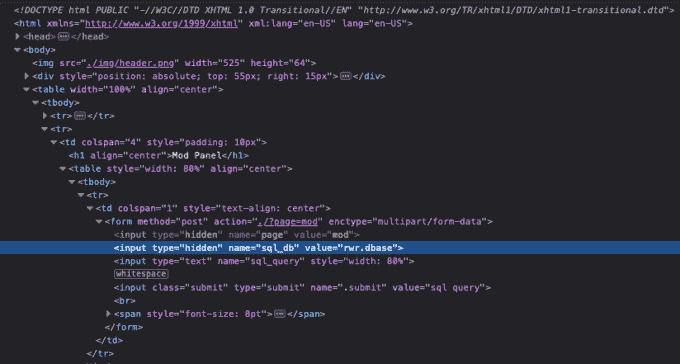 <!DOCTYPE html PUBLIC "-//W3C//DTD XHTML 1.0 Transitional//EN" "http://www.w3.org/TR/xhtml1/DTD/xhtml1-transitional.dtd">
<html xmlns="http://www.w3.org/1999/xhtml" xml:lang="en-US" lang="en-US">
<head> ••• </head>
<body>
<img src="./img/header.png" width="525" height="64">
<div style="position: absolute; top: 55px; right: 15px"> ••• </div>
<table width="100%" align="center">
<tbody>
<tr> ••• </tr>
<tr>
<td colspan="4" style="padding: 10px">
<h1 align="center">Mod Panel</h1>
<table style="width: 80%" align="center">
<tbody>
<tr>
<td colspan="1" style="text-align: center">
<form method="post" action="./?page=mod" enctype="multipart/form-data">
<input type="hidden" name="page" value="mod">
<input type="hidden" name="sql_db" value="rwr.dbase">
<input type="text" name="sql_query" style="width: 80%">
whitespace
<input class="submit" type="submit" name=".submit" value="sql query">
<br>
<span style="font-size: 8pt"> ••• </span>
</form>
</td>
</tr>